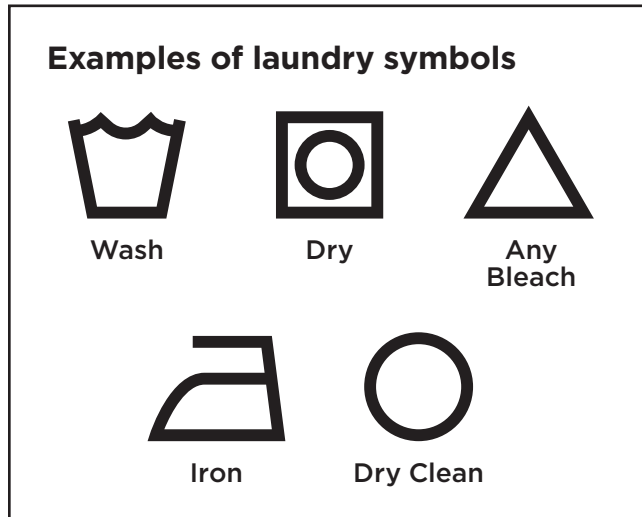 Examples of laundry symbols
Wash
Dry
Any
Bleach
Iron
Dry Clean